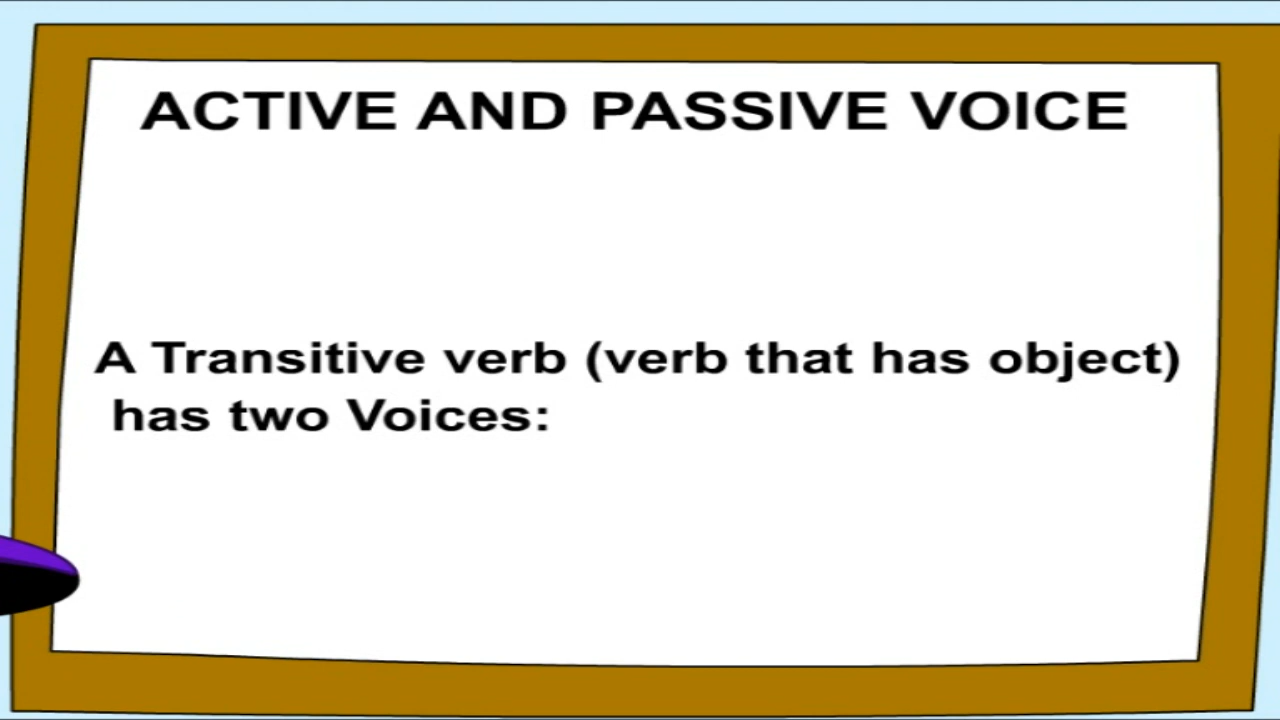 ACTIVE AND PASSIVE VOICE
A Transitive verb (verb that has object)
has two Voices: